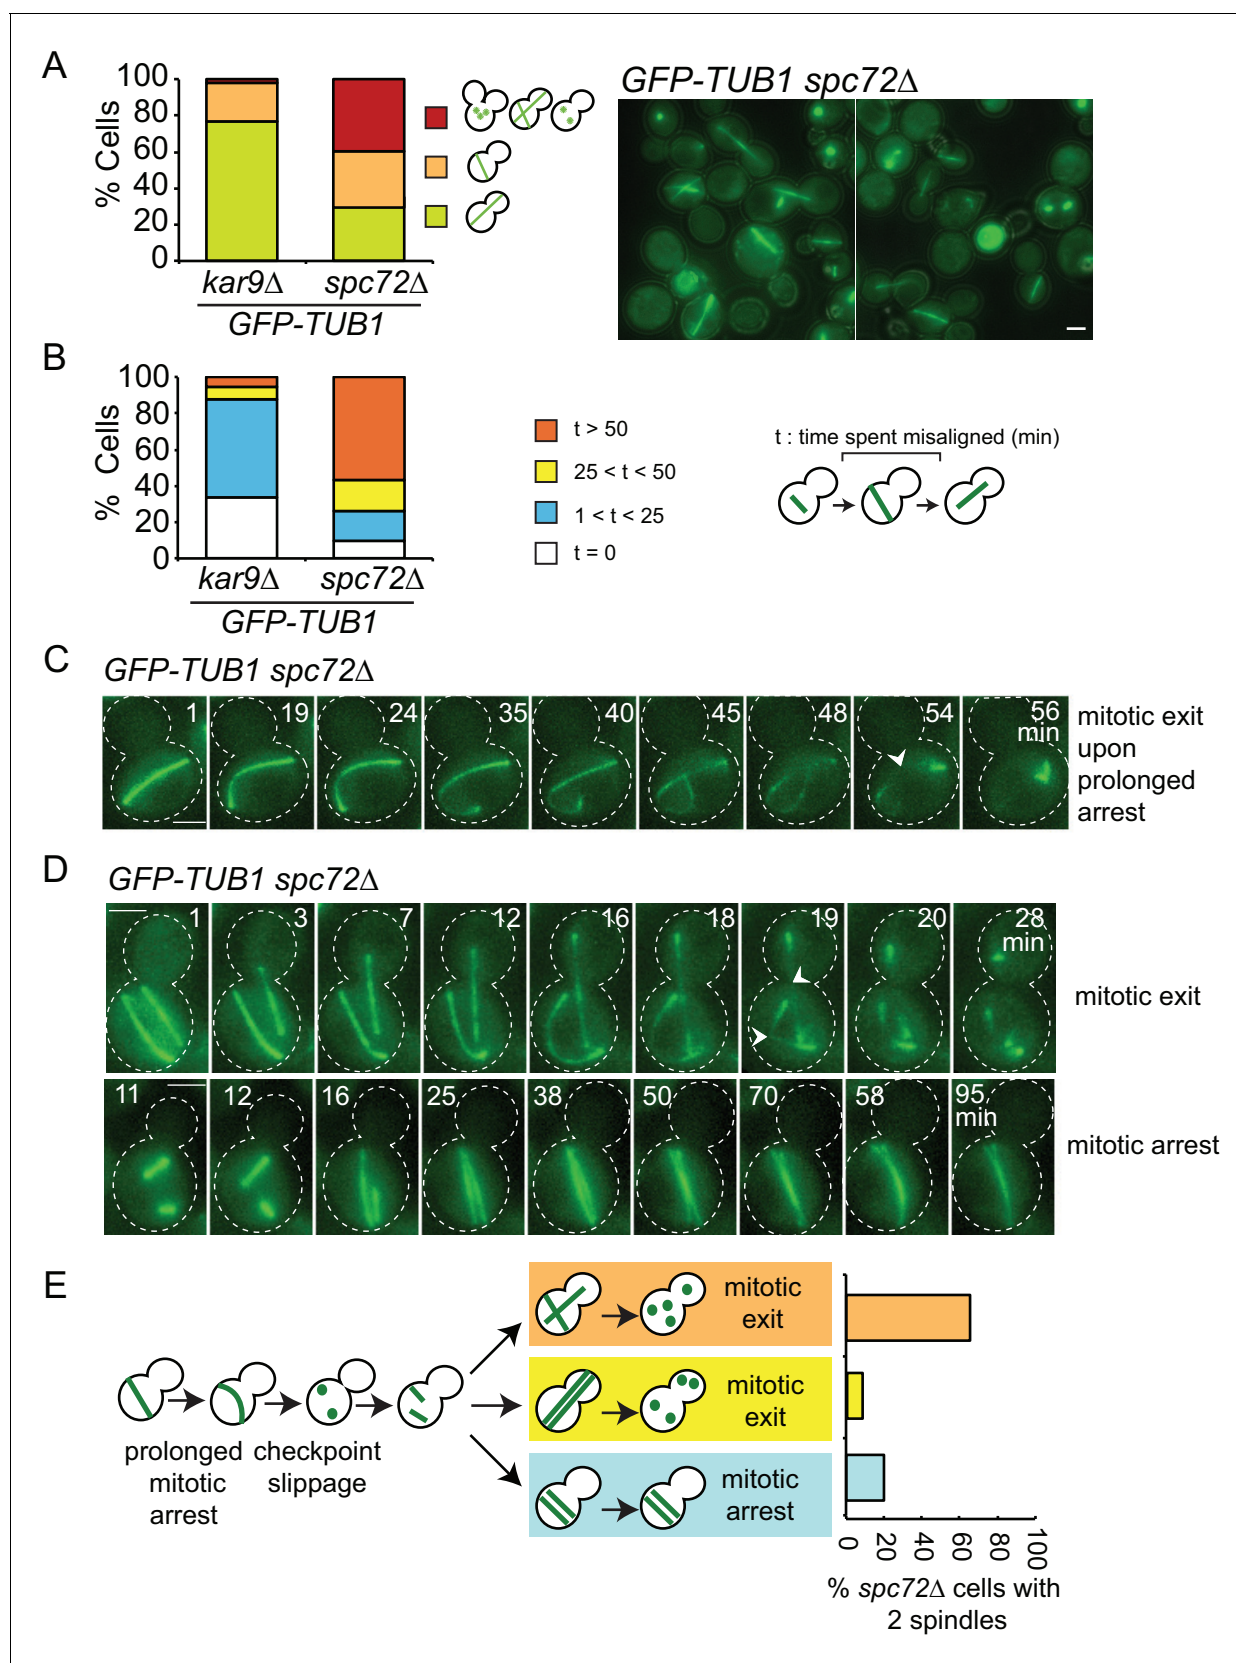 A
100
80
60
40
20
0
% Cells
kar9Δ
spc72Δ
GFP-TUB1
GFP-TUB1 spc72Δ
B
100
80
60
40
20
0
% Cells
kar9Δ
spc72Δ
GFP-TUB1
t > 50
25 < t < 50
1 < t < 25
t = 0
t : time spent misaligned (min)
C
GFP-TUB1 spc72Δ
1
19
24
35
40
45
48
54
56
min
mitotic exit
upon
prolonged
arrest
D
GFP-TUB1 spc72Δ
1
3
7
12
16
18
19
20
28
min
mitotic exit
11
12
16
25
38
50
70
58
95
min
mitotic arrest
E
prolonged
mitotic
arrest
checkpoint
slippage
mitotic
exit
mitotic
exit
mitotic
arrest
0
20
40
60
80
100
% spc72Δ cells with
2 spindles